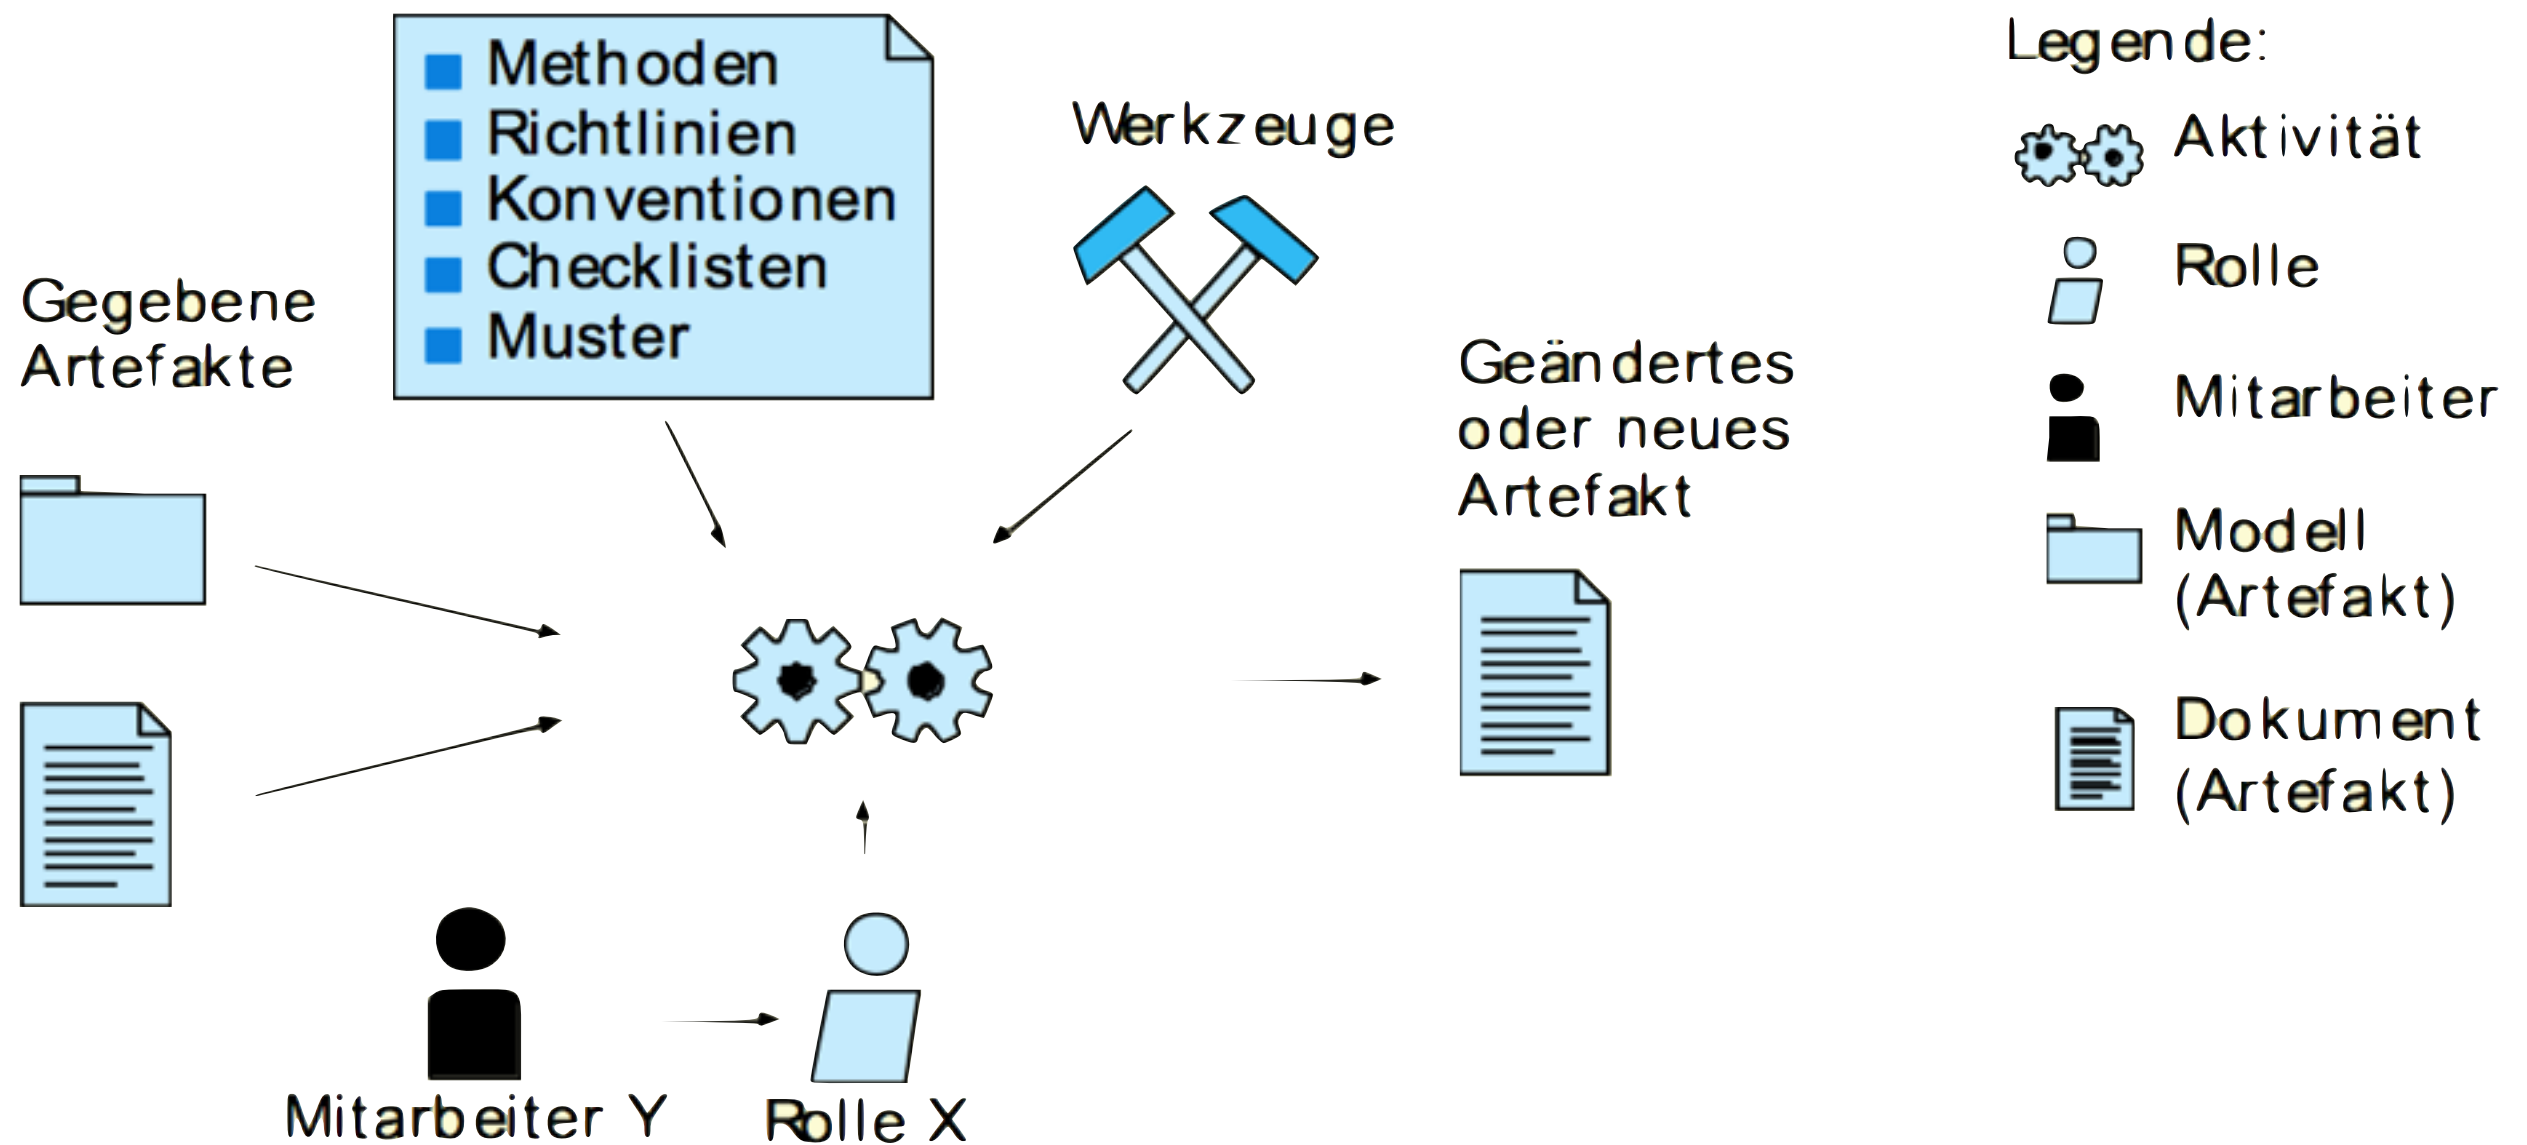 Methoden
Richtlinien
Konventionen
Checklisten
Muster
Werkzeuge
Gegebene
Artefakte
Geändertes
oder neues
Artefakt
Mitarbeiter Y
Rolle X
Legende:
Aktivität
Rolle
Mitarbeiter
Modell
(Artefakt)
Dokument
(Artefakt)